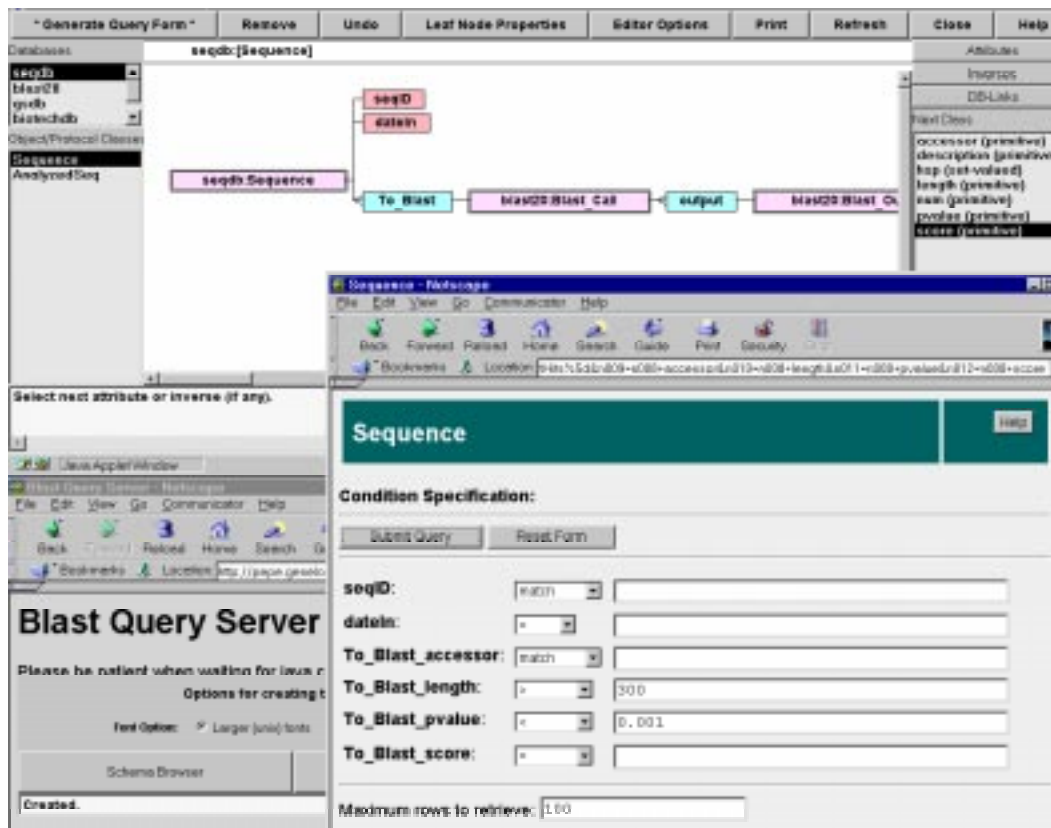 * Generate Query Form *
Remove
Undo
Leaf Node Properties
Editor Options
Print
Refresh
Close
Help
Databases
seqdb:[Sequence]
Attributes
Inverses
DB-Links
Next Class
seqdb
blast20
gsdb
biotechdb
Object/Protocol Classes
Sequence
AnalyzedSeq
seqID
dateIn
seqdb:Sequence
To_Blast
blast20:Blast_Call
output
blast20:Blast_Ou
accessor (primitive)
description (primitive
hsp (set-valued)
length (primitive)
num (primitive)
pvalue (primitive)
score (primitive)
Select next attribute or inverse (if any).
Java Applet Window
Sequence - Netscape
File Edit View Go Communicator Help
Back Forward Reload Home Search Guide Print Security
Bookmarks Location:
Sequence
Help
Condition Specification:
Submit Query
Reset Form
seqID: match
dateIn: =
To_Blast_accessor: match
To_Blast_length: > 300
To_Blast_pvalue: < 0.001
To_Blast_score: =
Maximum rows to retrieve: 100
Blast Query Server - Netscape
File Edit View Go Communicator Help
Back Forward Reload Home Search
Bookmarks Location:
Blast Query Server
Please be patient when waiting for java c
Options for creating t
Font Option: Larger (unix) fonts
Schema Browser
Created.